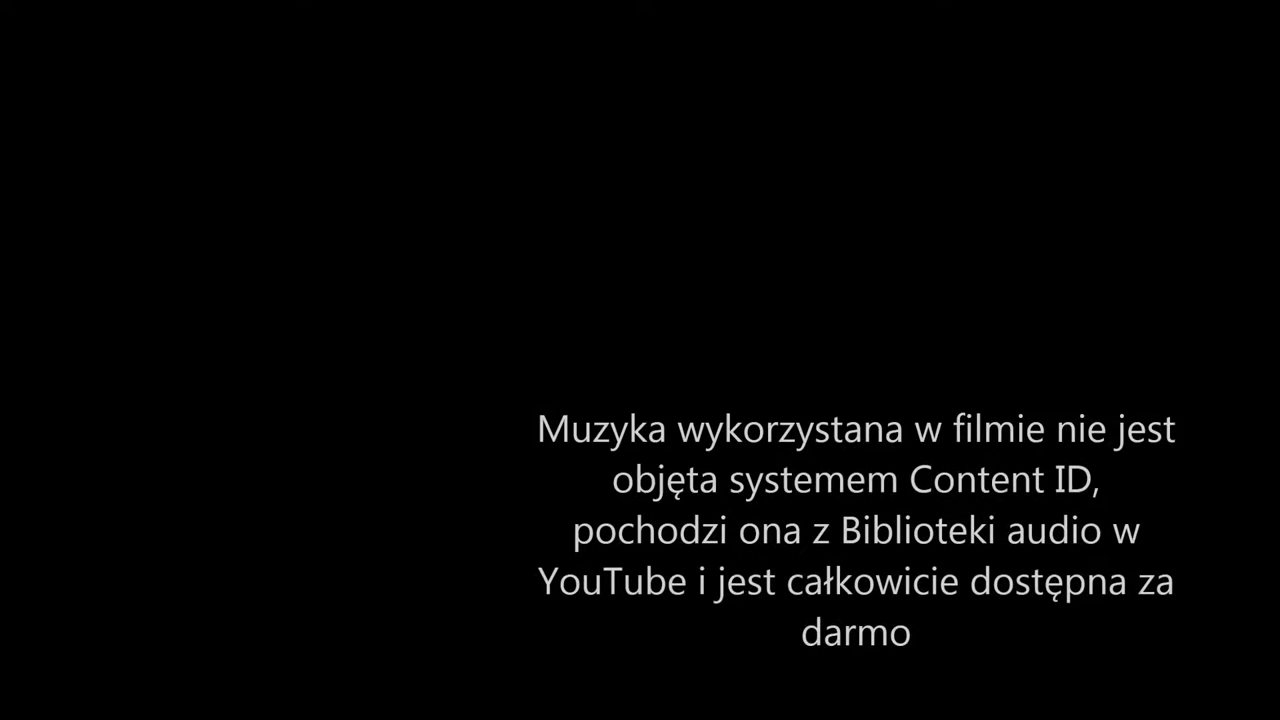 Muzyka wykorzystana w filmie nie jest
objęta systemem Content ID,
pochodzi ona z Biblioteki audio w
YouTube i jest całkowicie dostępna za
darmo